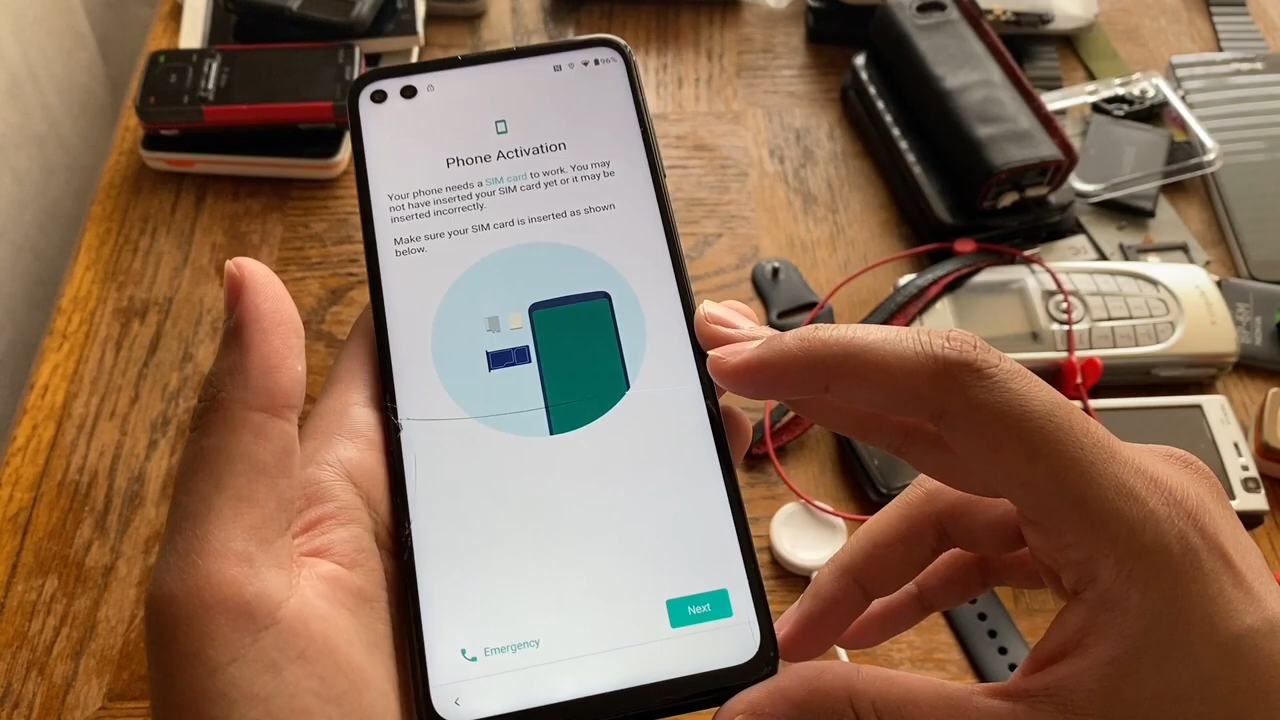 96%
Phone Activation
Your phone needs a SIM card to work. You may
not have inserted your SIM card yet or it may be
inserted incorrectly.
Make sure your SIM card is inserted as shown
below.
Next
Emergency